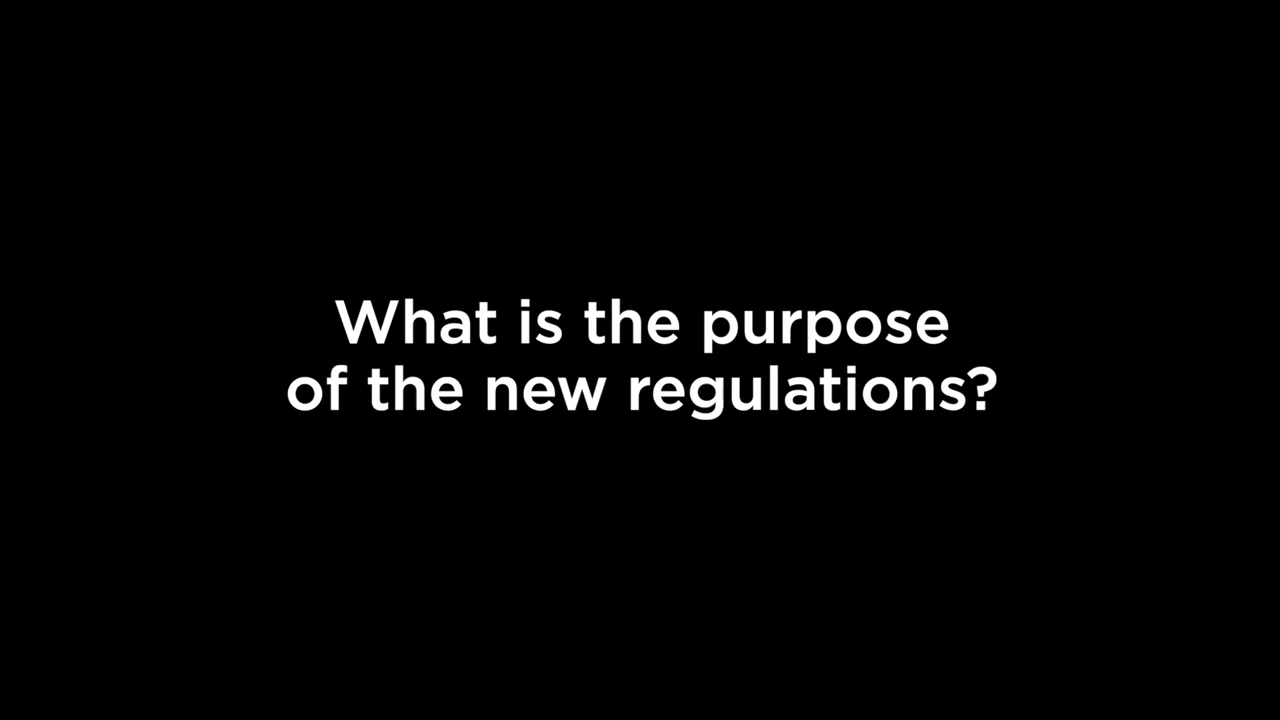 What is the purpose
of the new regulations?